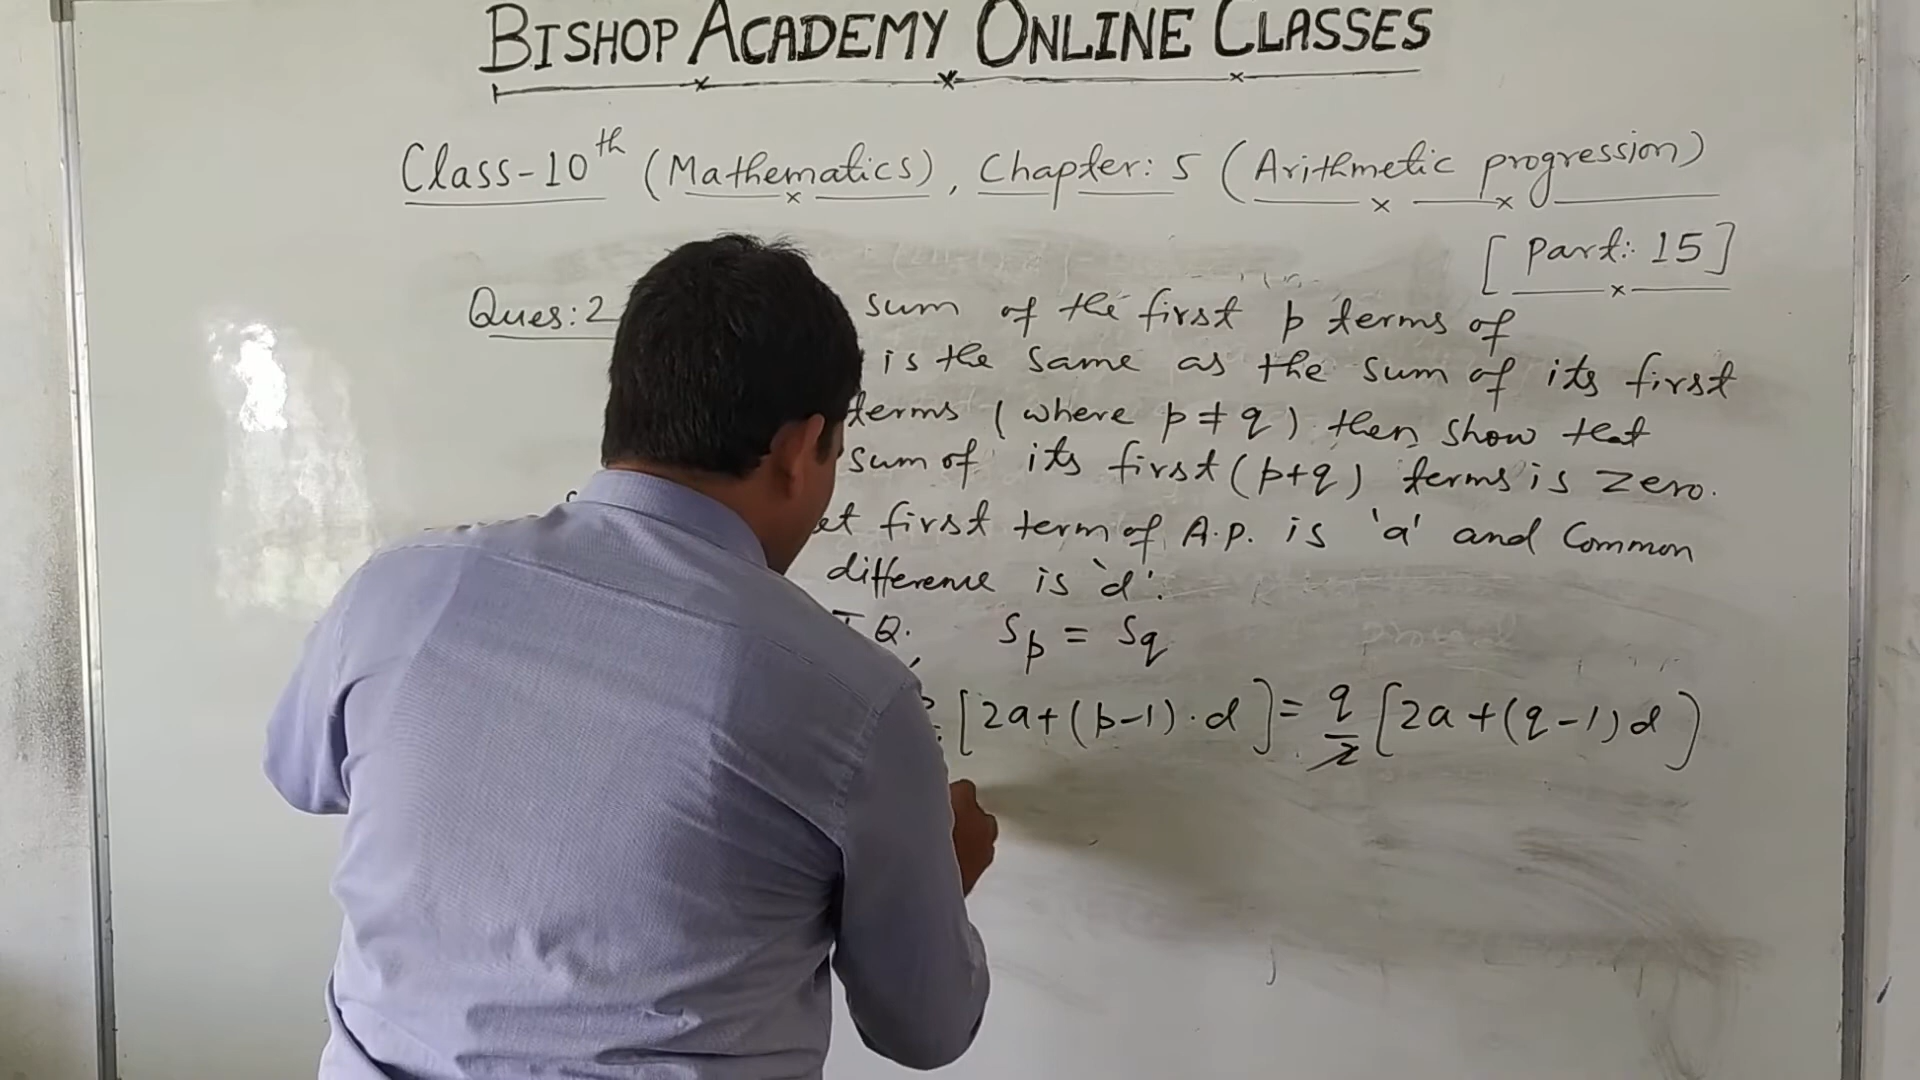 BISHOP ACADEMY ONLINE CLASSES
Class-10th (Mathematics), Chapter: 5 (Arithmetic progression)
[Part: 15]
Ques:2 sum of the first p terms of
is the same as the sum of its first
terms (where p ≠ q) then show that
sum of its first (p+q) terms is zero.
first term of A.P. is 'a' and Common
difference is 'd'.
Q. Sp = Sq
[2a+(p-1)·d] = q/2 [2a+(q-1)d]